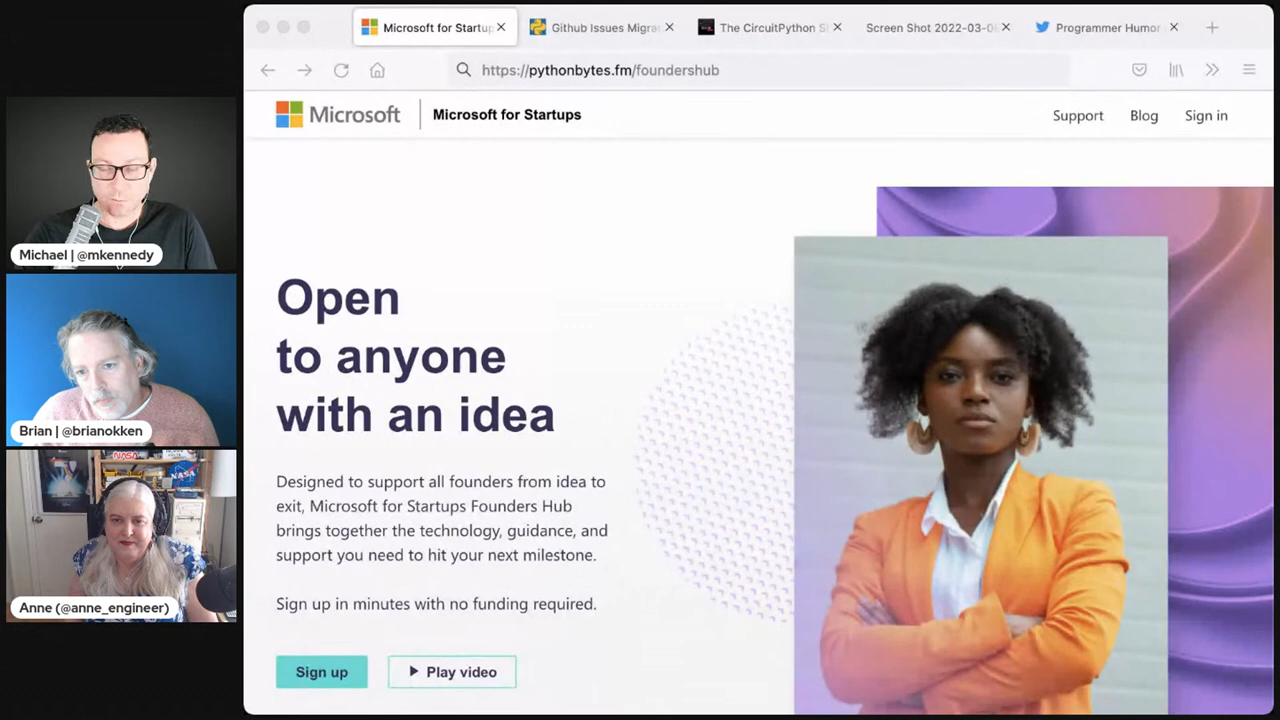 Microsoft for Startup
Github Issues Migra
The CircuitPython S
Screen Shot 2022-03-0
Programmer Humor
https://pythonbytes.fm/foundershub
Microsoft
Microsoft for Startups
Support
Blog
Sign in
Open
to anyone
with an idea
Designed to support all founders from idea to
exit, Microsoft for Startups Founders Hub
brings together the technology, guidance, and
support you need to hit your next milestone.
Sign up in minutes with no funding required.
Sign up
Play video
Michael | @mkennedy
Brian | @brianokken
NASA
NASA
Anne (@anne_engineer)